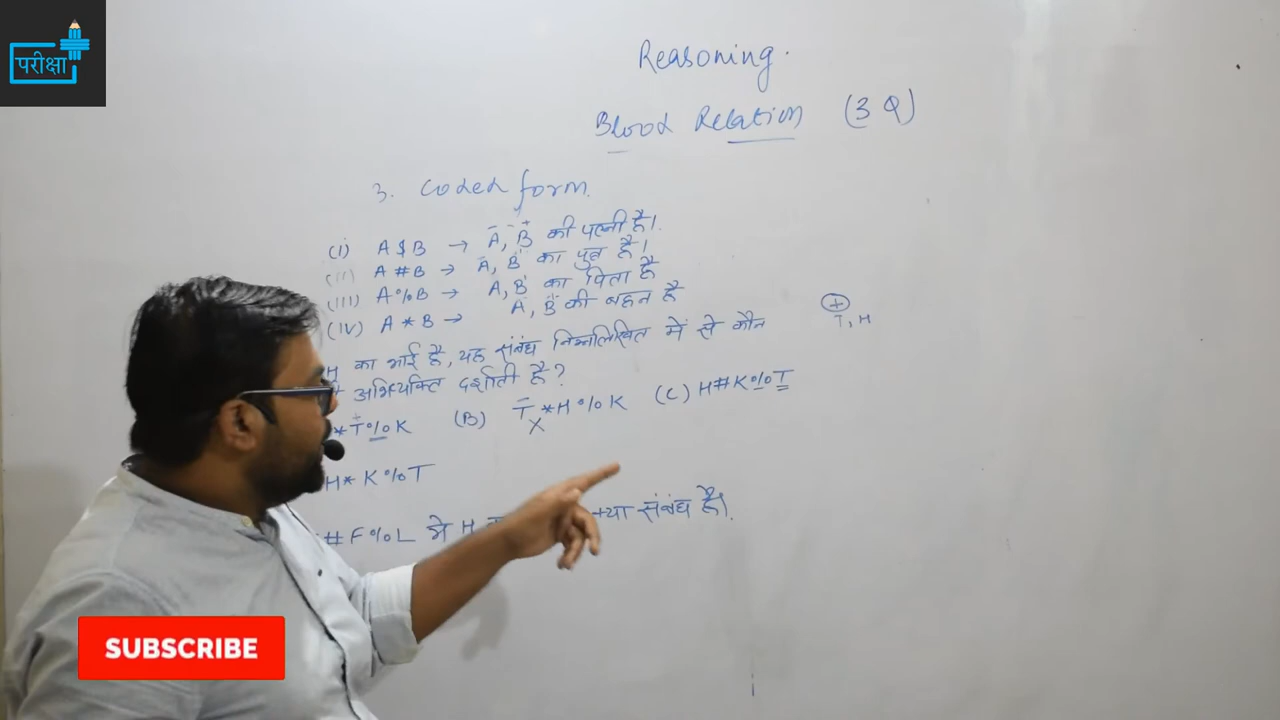 परीक्षा
Reasoning.
Blood Relation (3 Q)
3. Coded form.
(i) A $ B → A, B की पत्नी है।
(ii) A # B → A, B का पुत्र है।
(iii) A % B → A, B का पिता है
(iv) A * B → A, B की बहन है
H का भाई है, यह संबंध निम्नलिखित में से कौन
अभिव्यक्ति दर्शाती है?
+
T, H
* T % K (B) T * H % K (C) H # K % T
X
H * K % T
# F % L में H संबंध है।
SUBSCRIBE